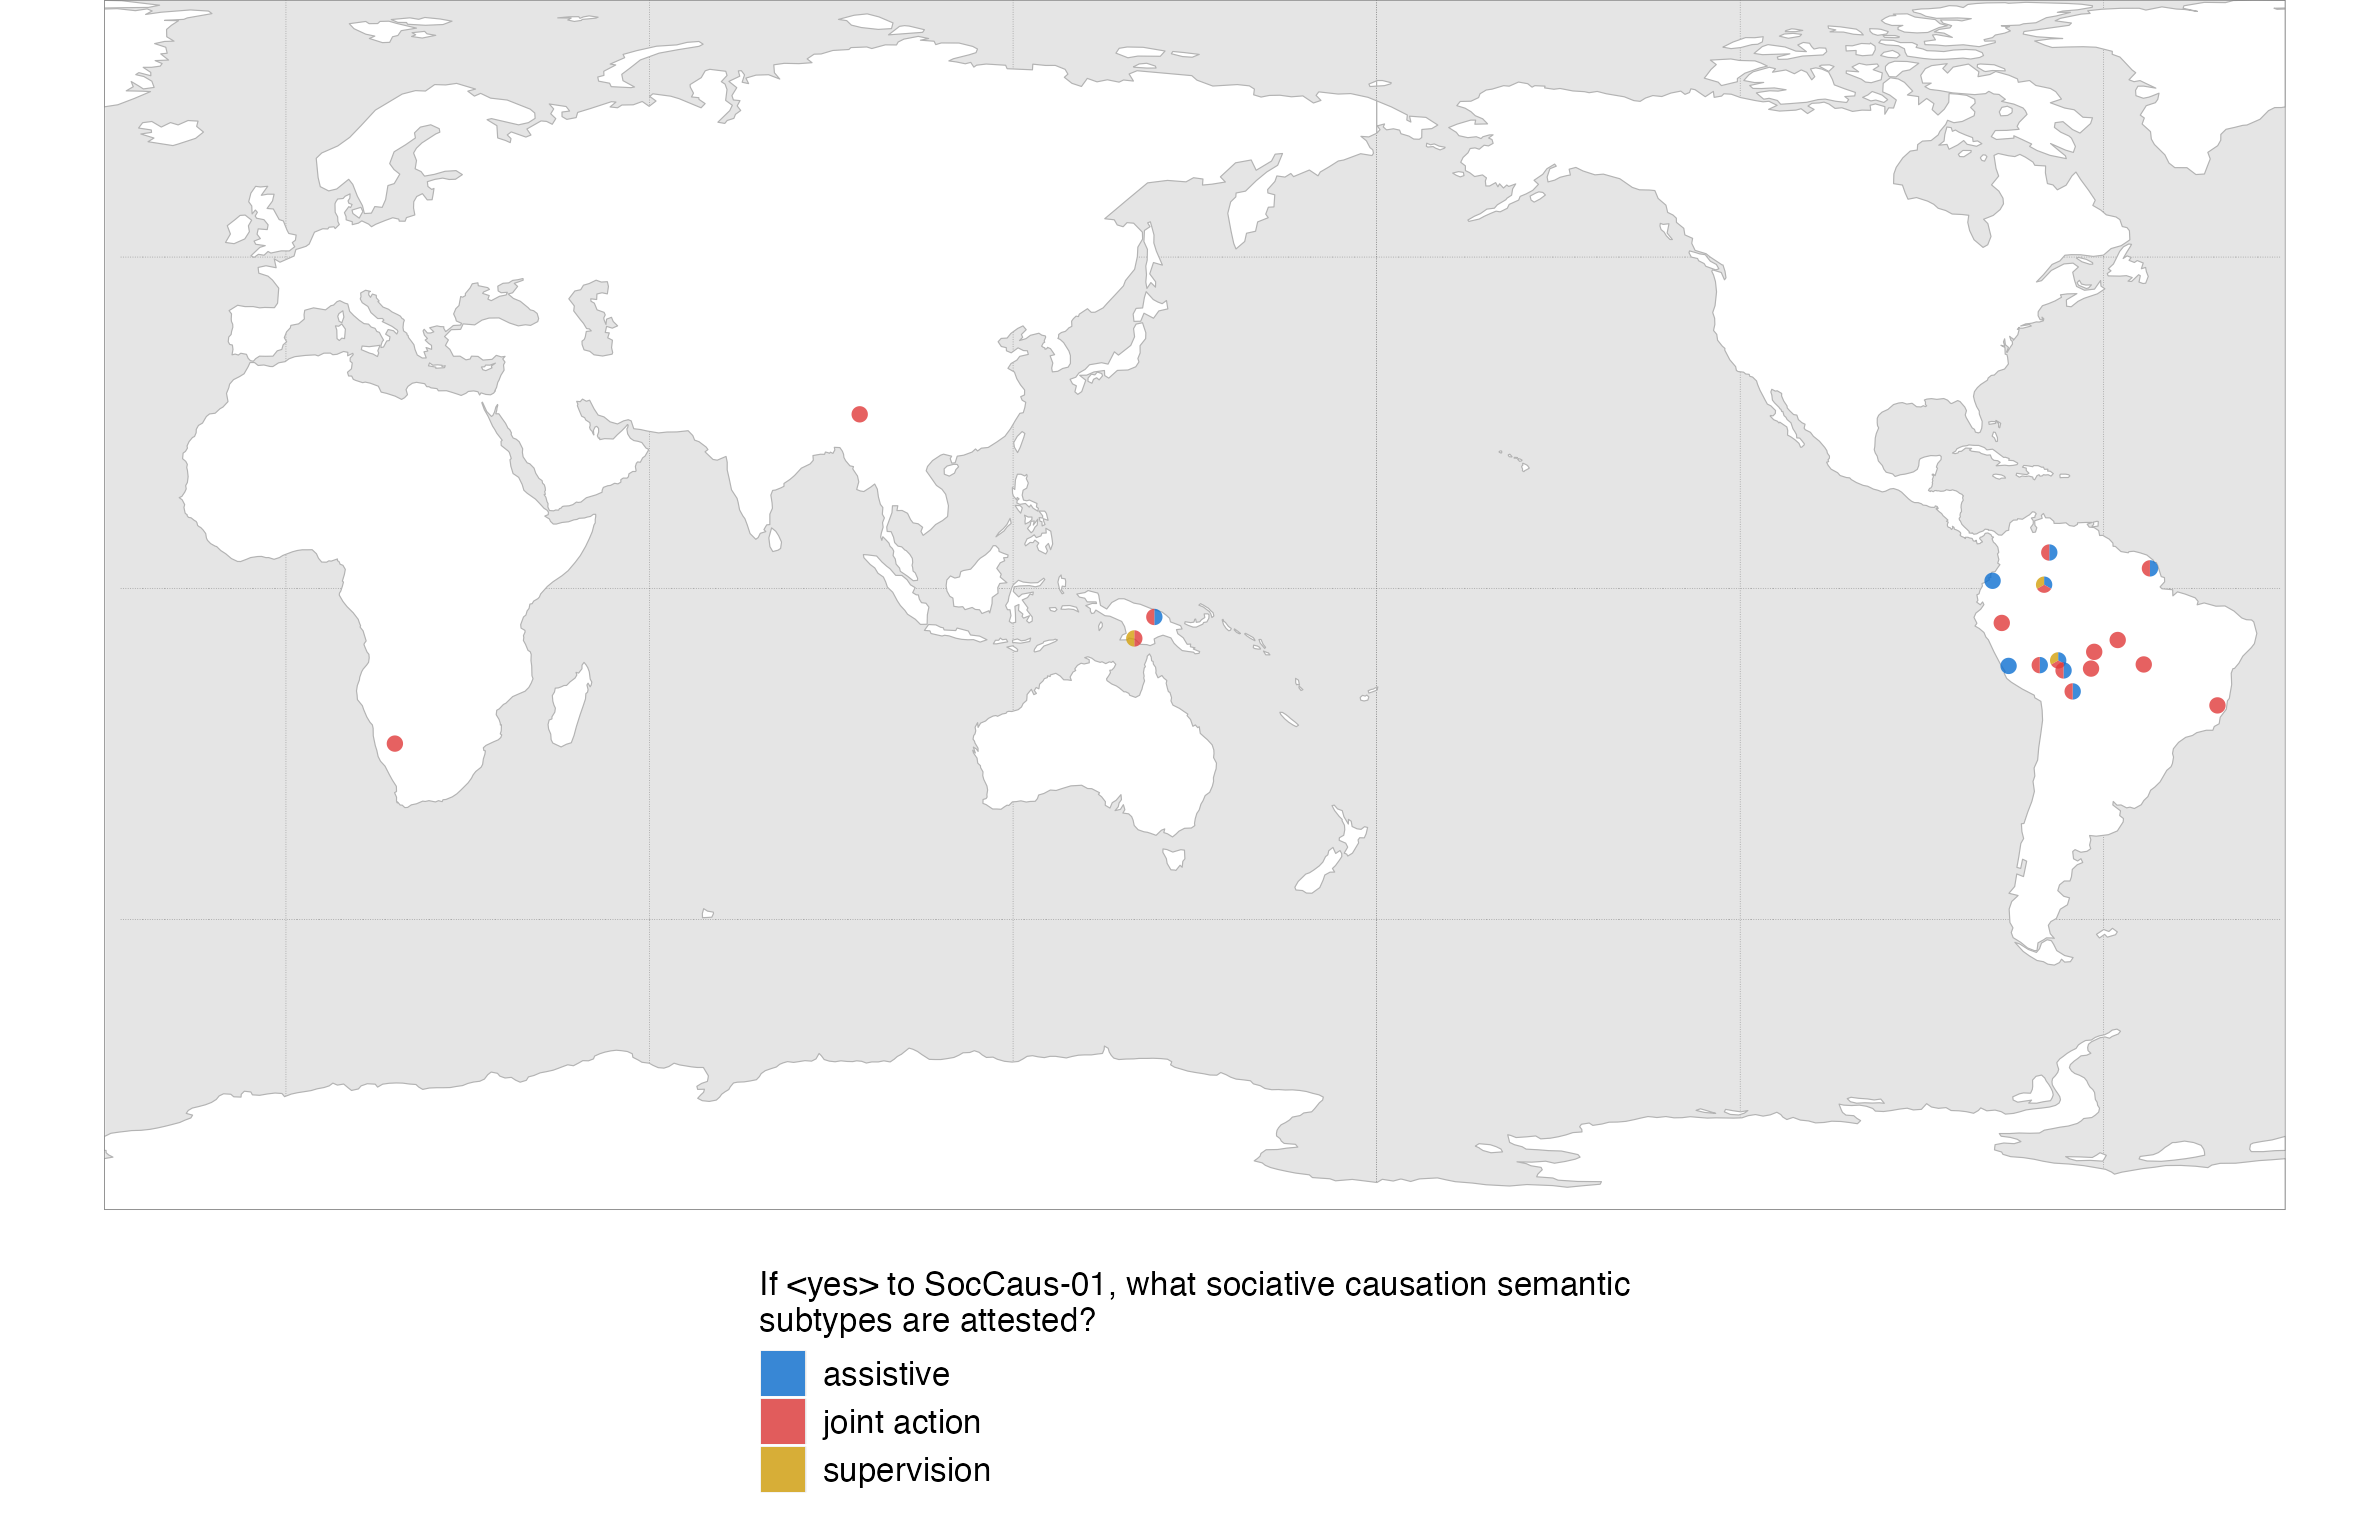 If <yes> to SocCaus-01, what sociative causation semantic
subtypes are attested?
assistive
joint action
supervision